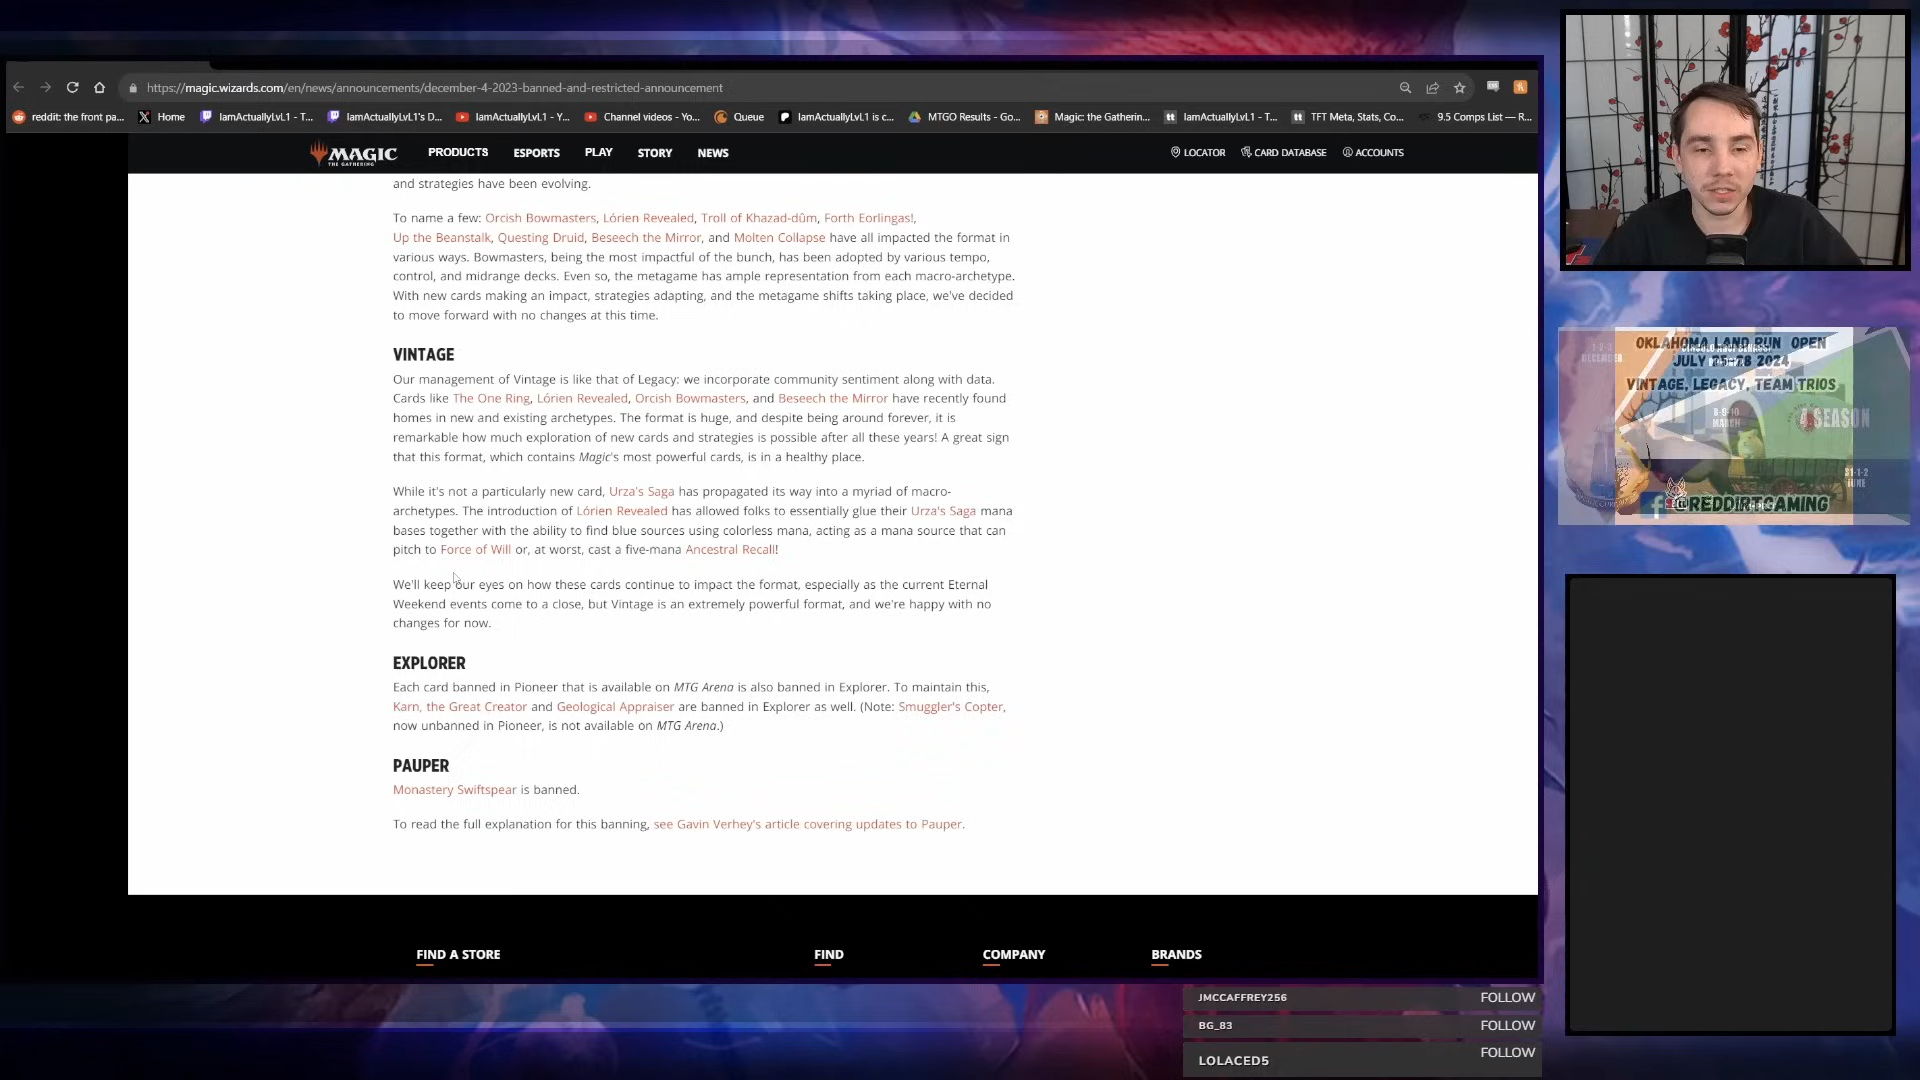 https://magic.wizards.com/en/news/announcements/december-4-2023-banned-and-restricted-announcement
reddit: the front pa...
Home
IamActuallyLvL1 - T...
IamActuallyLvL1's D...
IamActuallyLvL1 - Y...
Channel videos - Yo...
Queue
IamActuallyLvL1 is c...
MTGO Results - Go...
Magic: the Gatherin...
IamActuallyLvL1 - T...
TFT Meta, Stats, Co...
9.5 Comps List — R...
MAGIC
THE GATHERING
PRODUCTS
ESPORTS
PLAY
STORY
NEWS
LOCATOR
CARD DATABASE
ACCOUNTS
and strategies have been evolving.
To name a few: Orcish Bowmasters, Lórien Revealed, Troll of Khazad-dûm, Forth Eorlingas!,
Up the Beanstalk, Questing Druid, Beseech the Mirror, and Molten Collapse have all impacted the format in
various ways. Bowmasters, being the most impactful of the bunch, has been adopted by various tempo,
control, and midrange decks. Even so, the metagame has ample representation from each macro-archetype.
With new cards making an impact, strategies adapting, and the metagame shifts taking place, we've decided
to move forward with no changes at this time.
VINTAGE
Our management of Vintage is like that of Legacy: we incorporate community sentiment along with data.
Cards like The One Ring, Lórien Revealed, Orcish Bowmasters, and Beseech the Mirror have recently found
homes in new and existing archetypes. The format is huge, and despite being around forever, it is
remarkable how much exploration of new cards and strategies is possible after all these years! A great sign
that this format, which contains Magic's most powerful cards, is in a healthy place.
While it's not a particularly new card, Urza's Saga has propagated its way into a myriad of macro-
archetypes. The introduction of Lórien Revealed has allowed folks to essentially glue their Urza's Saga mana
bases together with the ability to find blue sources using colorless mana, acting as a mana source that can
pitch to Force of Will or, at worst, cast a five-mana Ancestral Recall!
We'll keep our eyes on how these cards continue to impact the format, especially as the current Eternal
Weekend events come to a close, but Vintage is an extremely powerful format, and we're happy with no
changes for now.
EXPLORER
Each card banned in Pioneer that is available on MTG Arena is also banned in Explorer. To maintain this,
Karn, the Great Creator and Geological Appraiser are banned in Explorer as well. (Note: Smuggler's Copter,
now unbanned in Pioneer, is not available on MTG Arena.)
PAUPER
Monastery Swiftspear is banned.
To read the full explanation for this banning, see Gavin Verhey's article covering updates to Pauper.
FIND A STORE
FIND
COMPANY
BRANDS
OKLAHOMA LAND RUN OPEN
JULY 2024
VINTAGE, LEGACY, TEAM TRIOS
1-2-3
DECEMBER
8-9-10
MARCH
4 SEASON
31-1-2
JUNE
@REDDIRTGAMING
JMCCAFFREY256 FOLLOW
BG_83 FOLLOW
LOLACED5 FOLLOW